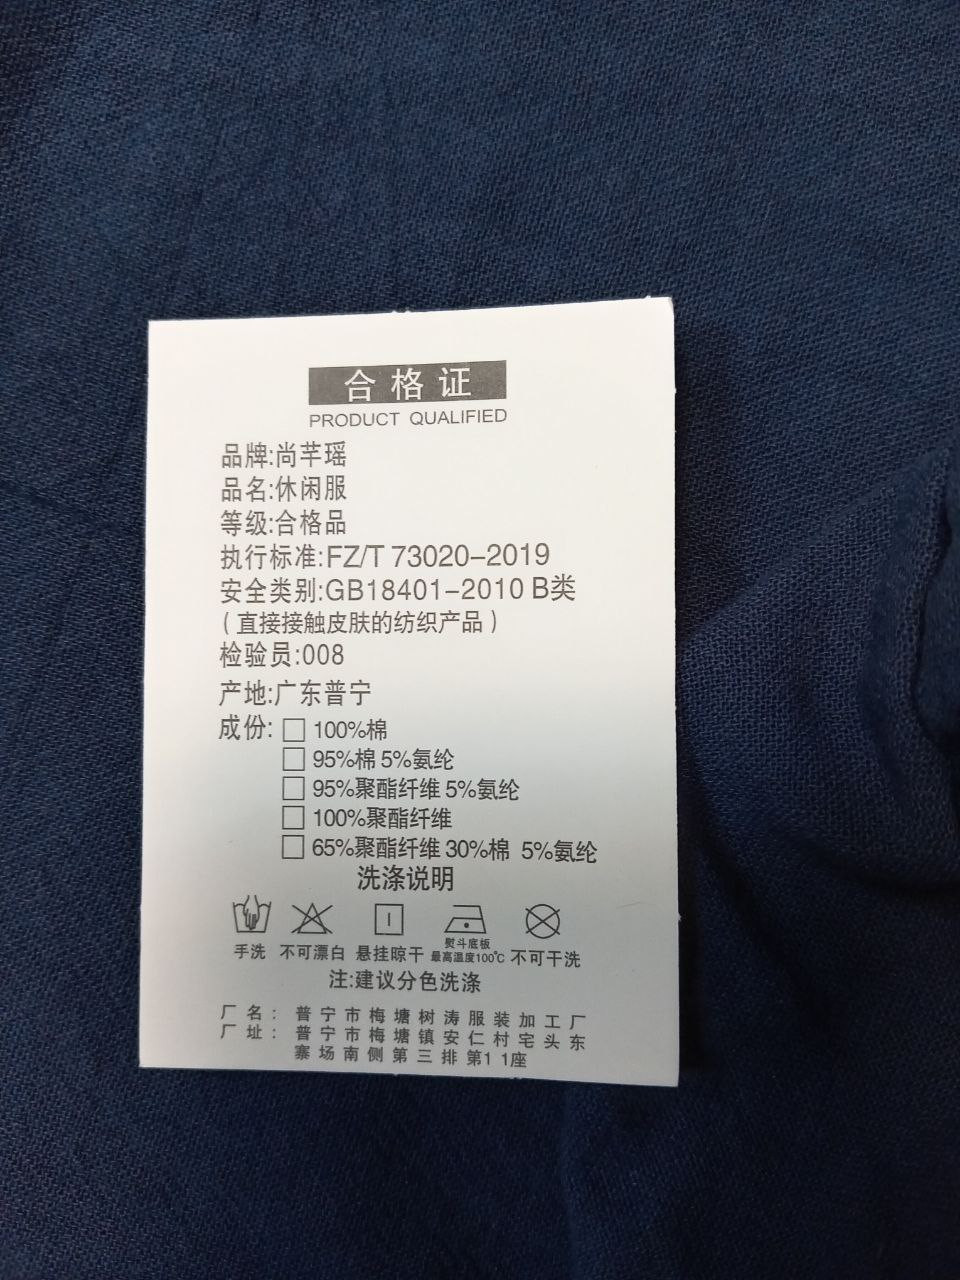 合格证
PRODUCT QUALIFIED
品牌:尚芊瑶
品名:休闲服
等级:合格品
执行标准:FZ/T 73020-2019
安全类别:GB18401-2010 B类
(直接接触皮肤的纺织产品)
检验员:008
产地:广东普宁
成份: □ 100%棉
□ 95%棉 5%氨纶
□ 95%聚酯纤维 5%氨纶
□ 100%聚酯纤维
□ 65%聚酯纤维 30%棉 5%氨纶
洗涤说明
手洗 不可漂白 悬挂晾干 熨斗底板 最高温度100℃ 不可干洗
注:建议分色洗涤
厂名: 普宁市梅塘树涛服装加工厂
厂址: 普宁市梅塘镇安仁村宅头东
寨场南侧第三排第11座